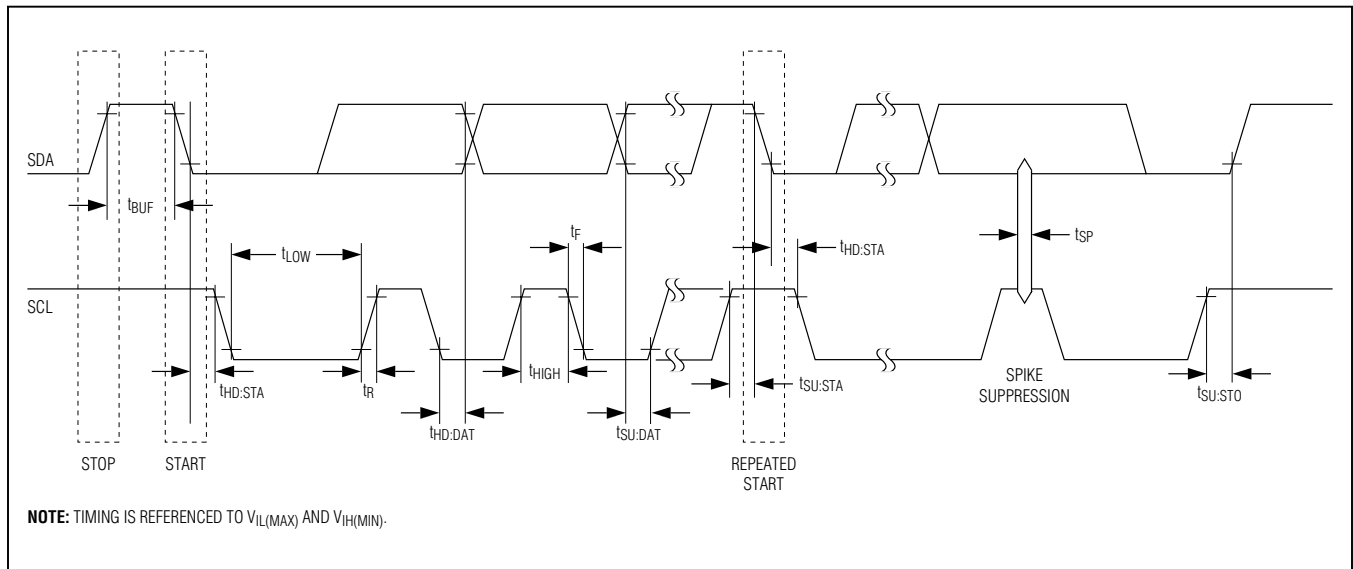 SDA
tBUF
tF
tSP
tLOW
tHD:STA
SCL
tHD:STA
tR
tHIGH
tSU:STA
SPIKE
SUPPRESSION
tSU:STO
tHD:DAT
tSU:DAT
STOP
START
REPEATED
START
NOTE: TIMING IS REFERENCED TO VIL(MAX) AND VIH(MIN).